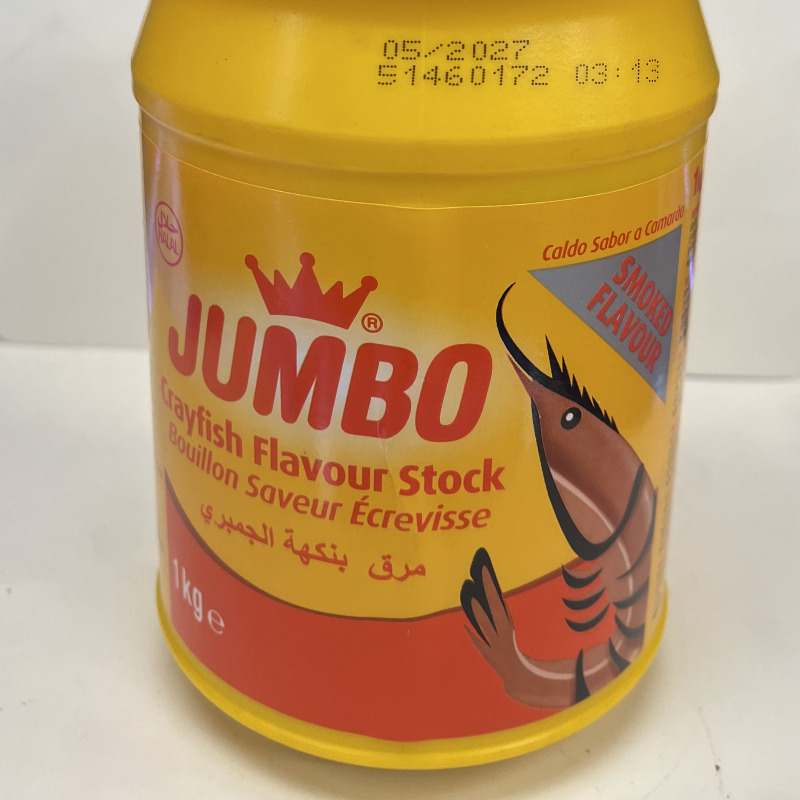 05/2027
51460172 03:13
حلال
HALAL
Caldo Sabor a Camarão
SMOKED
FLAVOUR
JUMBO®
Crayfish Flavour Stock
Bouillon Saveur Écrevisse
مرق بنكهة الجمبري
1kg e